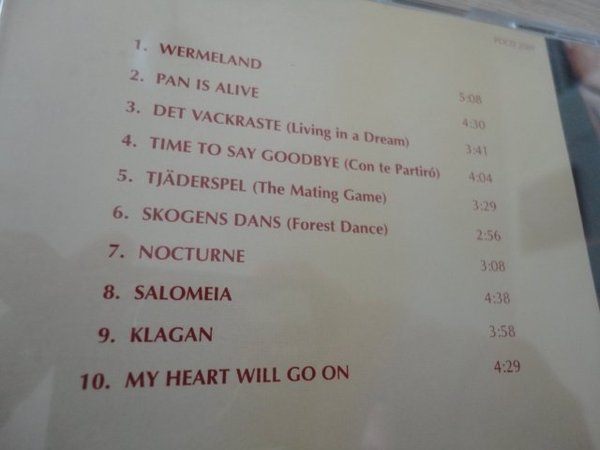 1. WERMELAND 5:08
2. PAN IS ALIVE 4:30
3. DET VACKRASTE (Living in a Dream) 3:41
4. TIME TO SAY GOODBYE (Con te Partiró) 4:04
5. TJÄDERSPEL (The Mating Game) 3:29
6. SKOGENS DANS (Forest Dance) 2:56
7. NOCTURNE 3:08
8. SALOMEIA 4:38
9. KLAGAN 3:58
10. MY HEART WILL GO ON 4:29